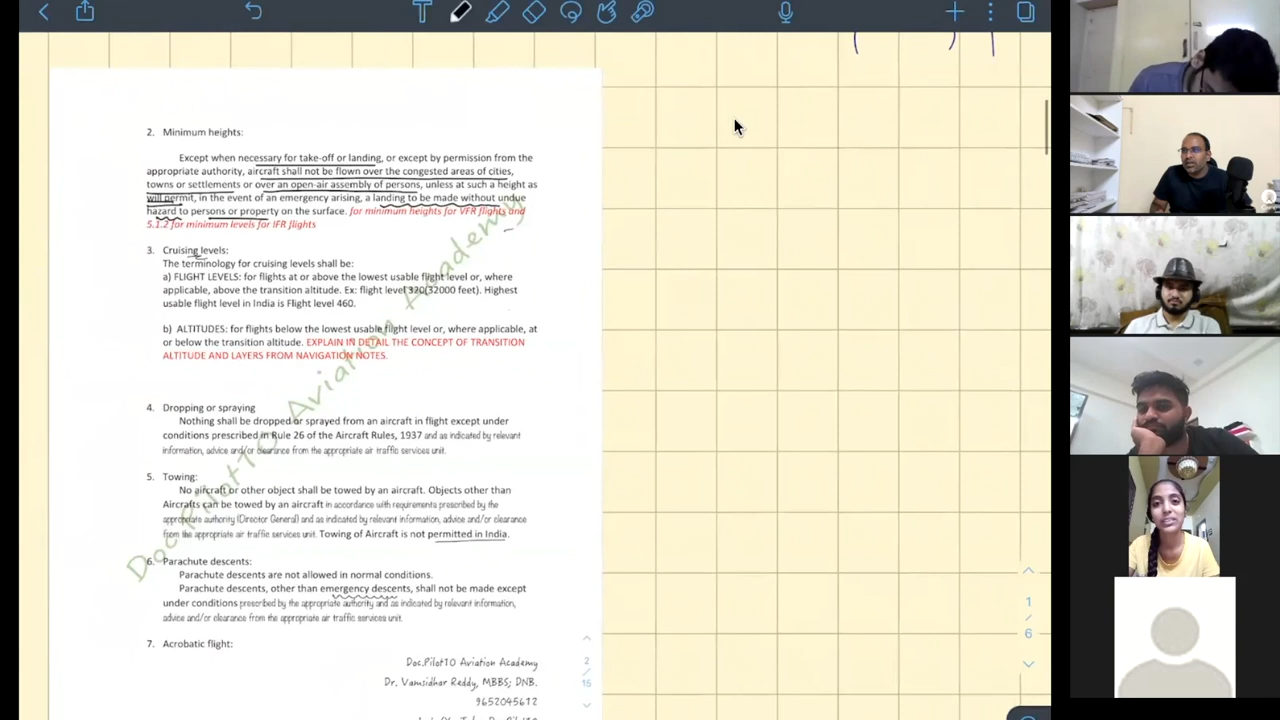 2. Minimum heights:
Except when necessary for take-off or landing, or except by permission from the
appropriate authority, aircraft shall not be flown over the congested areas of cities,
towns or settlements or over an open-air assembly of persons, unless at such a height as
will permit, in the event of an emergency arising, a landing to be made without undue
hazard to persons or property on the surface. for minimum heights for VFR flights and
5.1.2 for minimum levels for IFR flights
3. Cruising levels:
The terminology for cruising levels shall be:
a) FLIGHT LEVELS: for flights at or above the lowest usable flight level or, where
applicable, above the transition altitude. Ex: flight level 320(32000 feet). Highest
usable flight level in India is Flight level 460.
b) ALTITUDES: for flights below the lowest usable flight level or, where applicable, at
or below the transition altitude. EXPLAIN IN DETAIL THE CONCEPT OF TRANSITION
ALTITUDE AND LAYERS FROM NAVIGATION NOTES.
4. Dropping or spraying
Nothing shall be dropped or sprayed from an aircraft in flight except under
conditions prescribed in Rule 26 of the Aircraft Rules, 1937 and as indicated by relevant
information, advice and/or clearance from the appropriate air traffic services unit.
5. Towing:
No aircraft or other object shall be towed by an aircraft. Objects other than
Aircrafts can be towed by an aircraft in accordance with requirements prescribed by the
appropriate authority (Director General) and as indicated by relevant information, advice and/or clearance
from the appropriate air traffic services unit. Towing of Aircraft is not permitted in India.
6. Parachute descents:
Parachute descents are not allowed in normal conditions.
Parachute descents, other than emergency descents, shall not be made except
under conditions prescribed by the appropriate authority and as indicated by relevant information,
advice and/or clearance from the appropriate air traffic services unit.
7. Acrobatic flight:
Doc.PilotTO Aviation Academy
Dr. Vamsidhar Reddy, MBBS; DNB.
9652045612
Doc.PilotTO Aviation Academy
2
/
15
1
/
6